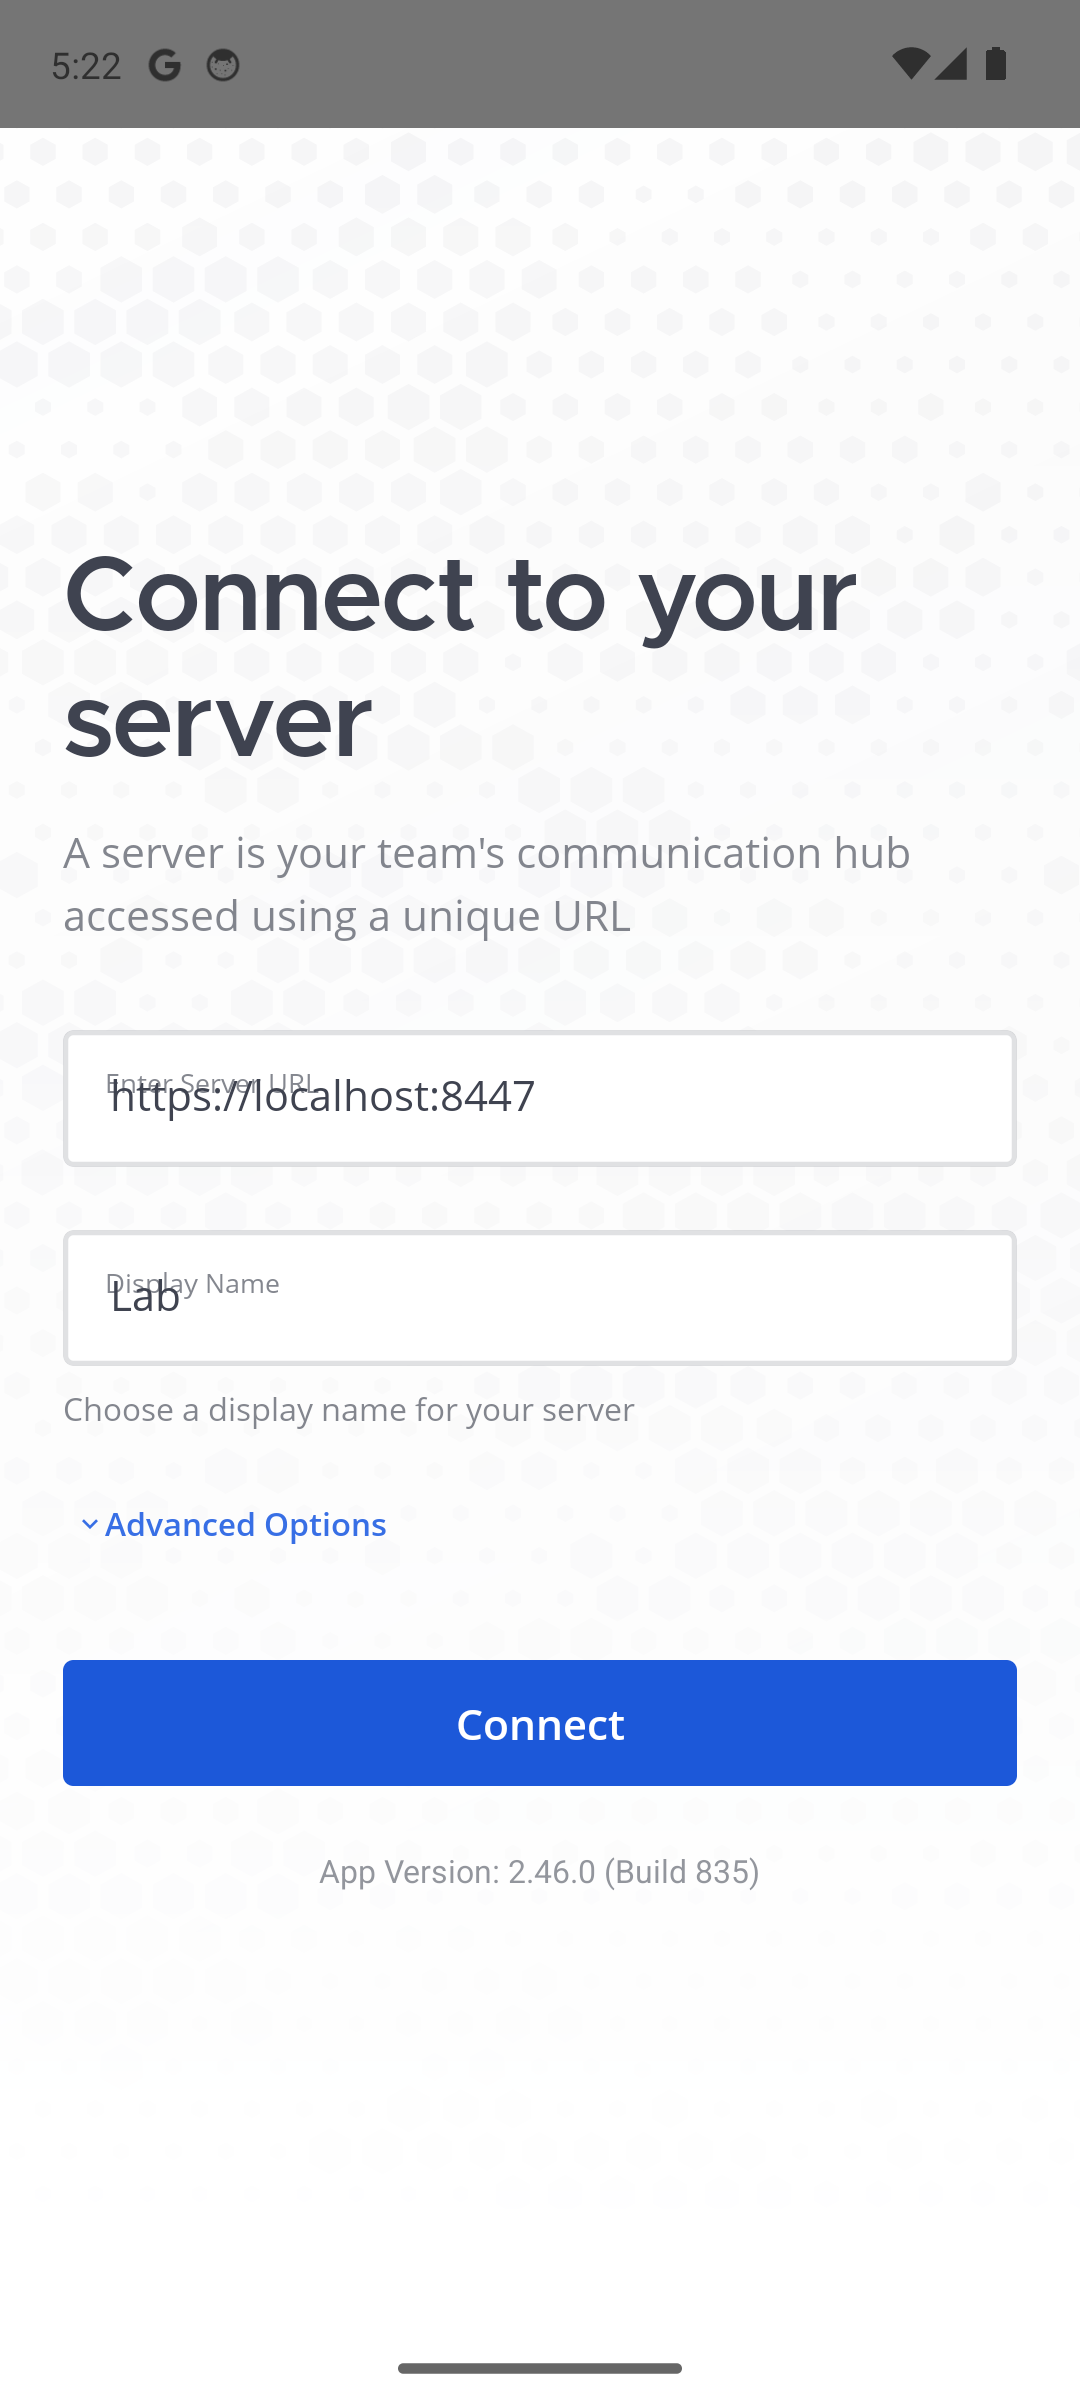 5:22
Connect to your
server
A server is your team's communication hub
accessed using a unique URL
Enter Server URL
https://localhost:8447
Display Name
Lab
Choose a display name for your server
Advanced Options
Connect
App Version: 2.46.0 (Build 835)